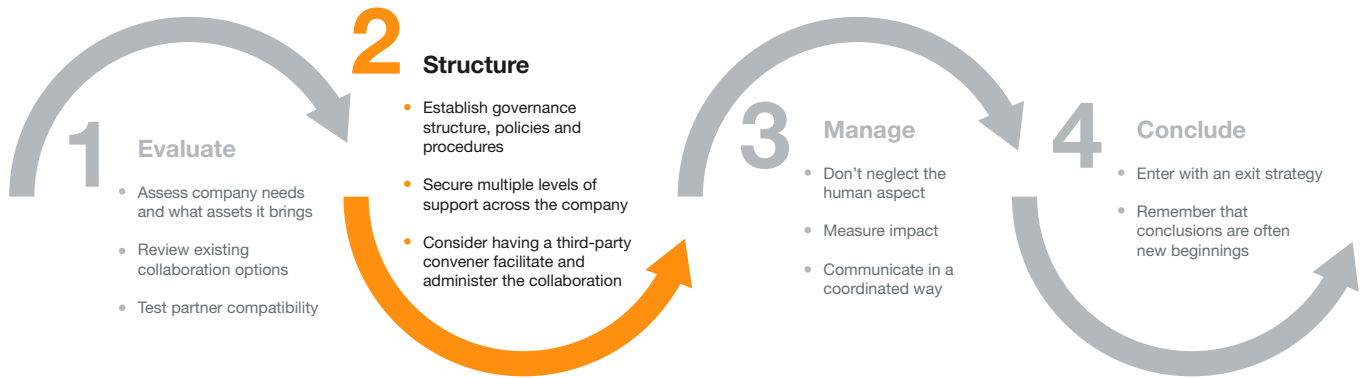 1
Evaluate
• Assess company needs
and what assets it brings
• Review existing
collaboration options
• Test partner compatibility
2
Structure
• Establish governance
structure, policies and
procedures
• Secure multiple levels of
support across the company
• Consider having a third-party
convener facilitate and
administer the collaboration
3
Manage
• Don’t neglect the
human aspect
• Measure impact
• Communicate in a
coordinated way
4
Conclude
• Enter with an exit strategy
• Remember that
conclusions are often
new beginnings